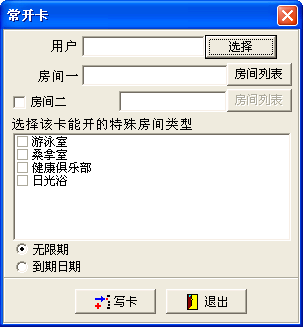 常开卡
用户 选择
房间一 房间列表
房间二 房间列表
选择该卡能开的特殊房间类型
游泳室
桑拿室
健康俱乐部
日光浴
无限期
到期日期
写卡 退出